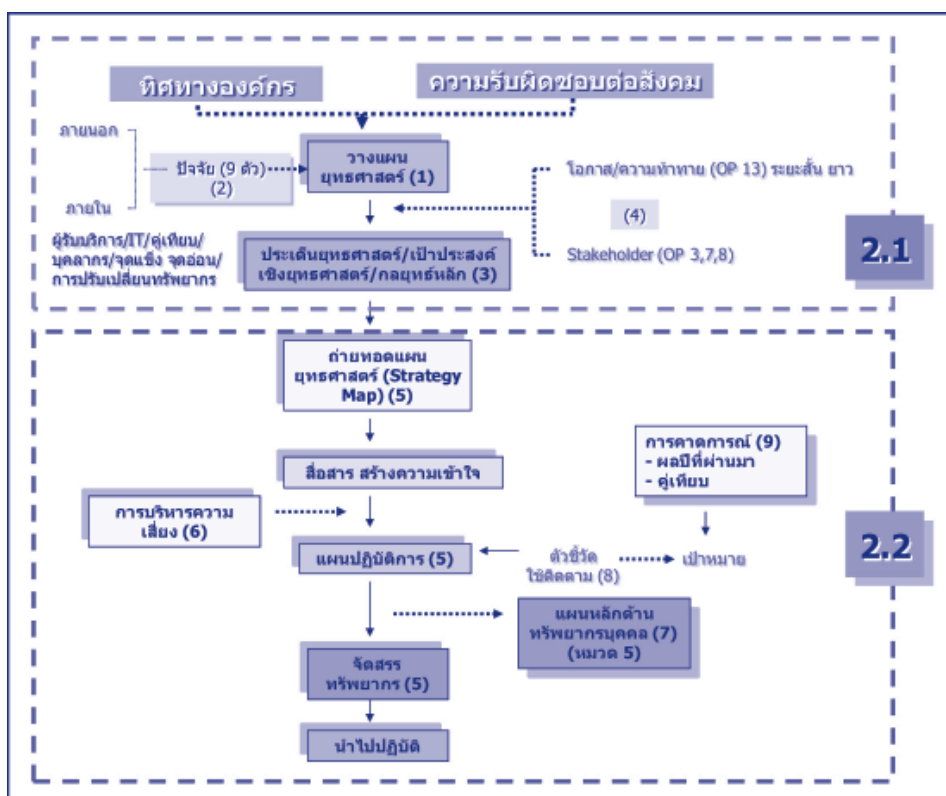 ทิศทางองค์กร
ความรับผิดชอบต่อสังคม
ภายนอก
ปัจจัย (9 ตัว)
(2)
ภายใน
ผู้รับบริการ/IT/คู่เทียบ/
บุคลากร/จุดแข็ง จุดอ่อน/
การปรับเปลี่ยนทรัพยากร
วางแผน
ยุทธศาสตร์ (1)
โอกาส/ความท้าทาย (OP 13) ระยะสั้น ยาว
(4)
Stakeholder (OP 3,7,8)
ประเด็นยุทธศาสตร์/เป้าประสงค์
เชิงยุทธศาสตร์/กลยุทธ์หลัก (3)
2.1
ถ่ายทอดแผน
ยุทธศาสตร์ (Strategy
Map) (5)
สื่อสาร สร้างความเข้าใจ
การคาดการณ์ (9)
- ผลปีที่ผ่านมา
- คู่เทียบ
การบริหารความ
เสี่ยง (6)
แผนปฏิบัติการ (5)
ตัวชี้วัด
ใช้ติดตาม (8)
เป้าหมาย
2.2
แผนหลักด้าน
ทรัพยากรบุคคล (7)
(หมวด 5)
จัดสรร
ทรัพยากร (5)
นำไปปฏิบัติ